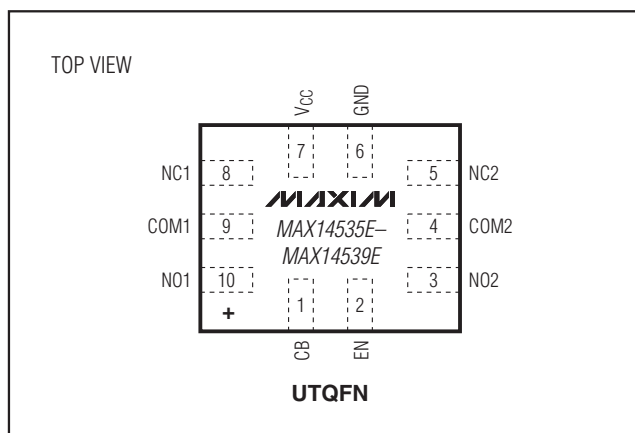 TOP VIEW
VCC
GND
7
6
NC1
8
5
NC2
MAXIM
COM1
9
MAX14535E–
MAX14539E
4
COM2
NO1
10
3
NO2
+
1
2
CB
EN
UTQFN